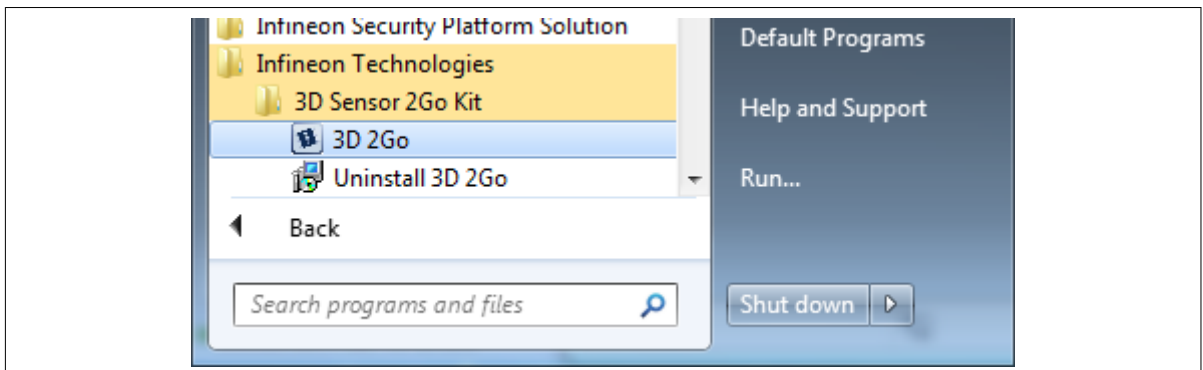 Infineon Security Platform Solution
Infineon Technologies
3D Sensor 2Go Kit
3D 2Go
Uninstall 3D 2Go
Back
Search programs and files
Default Programs
Help and Support
Run...
Shut down